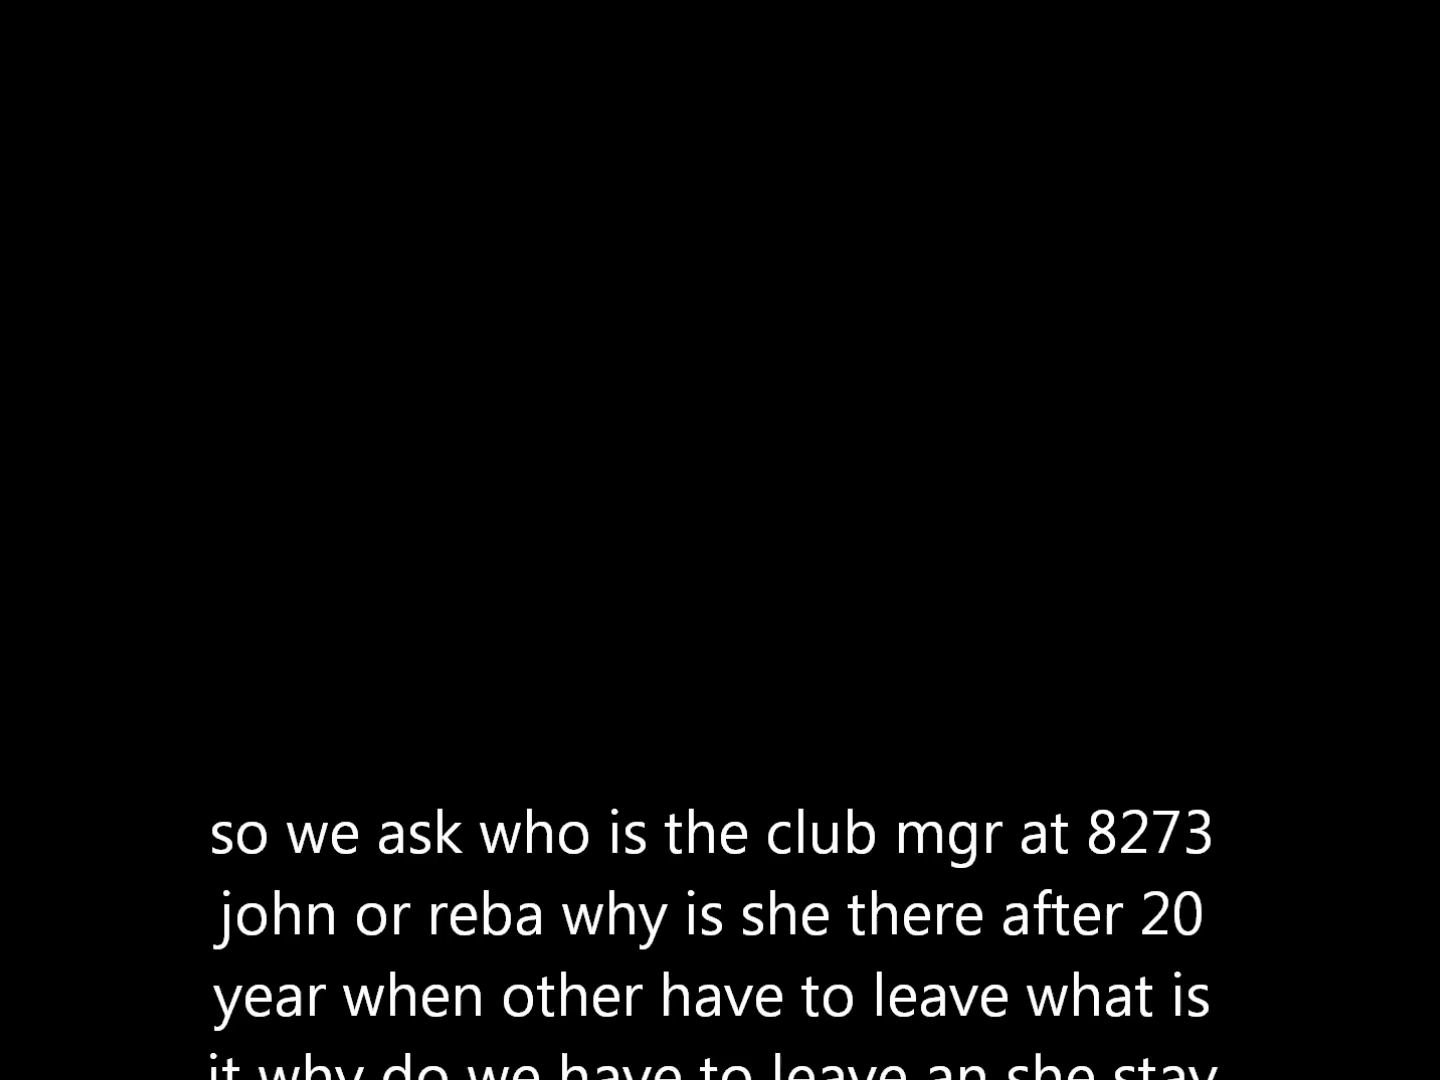 so we ask who is the club mgr at 8273
john or reba why is she there after 20
year when other have to leave what is
it why do we have to leave an she stay